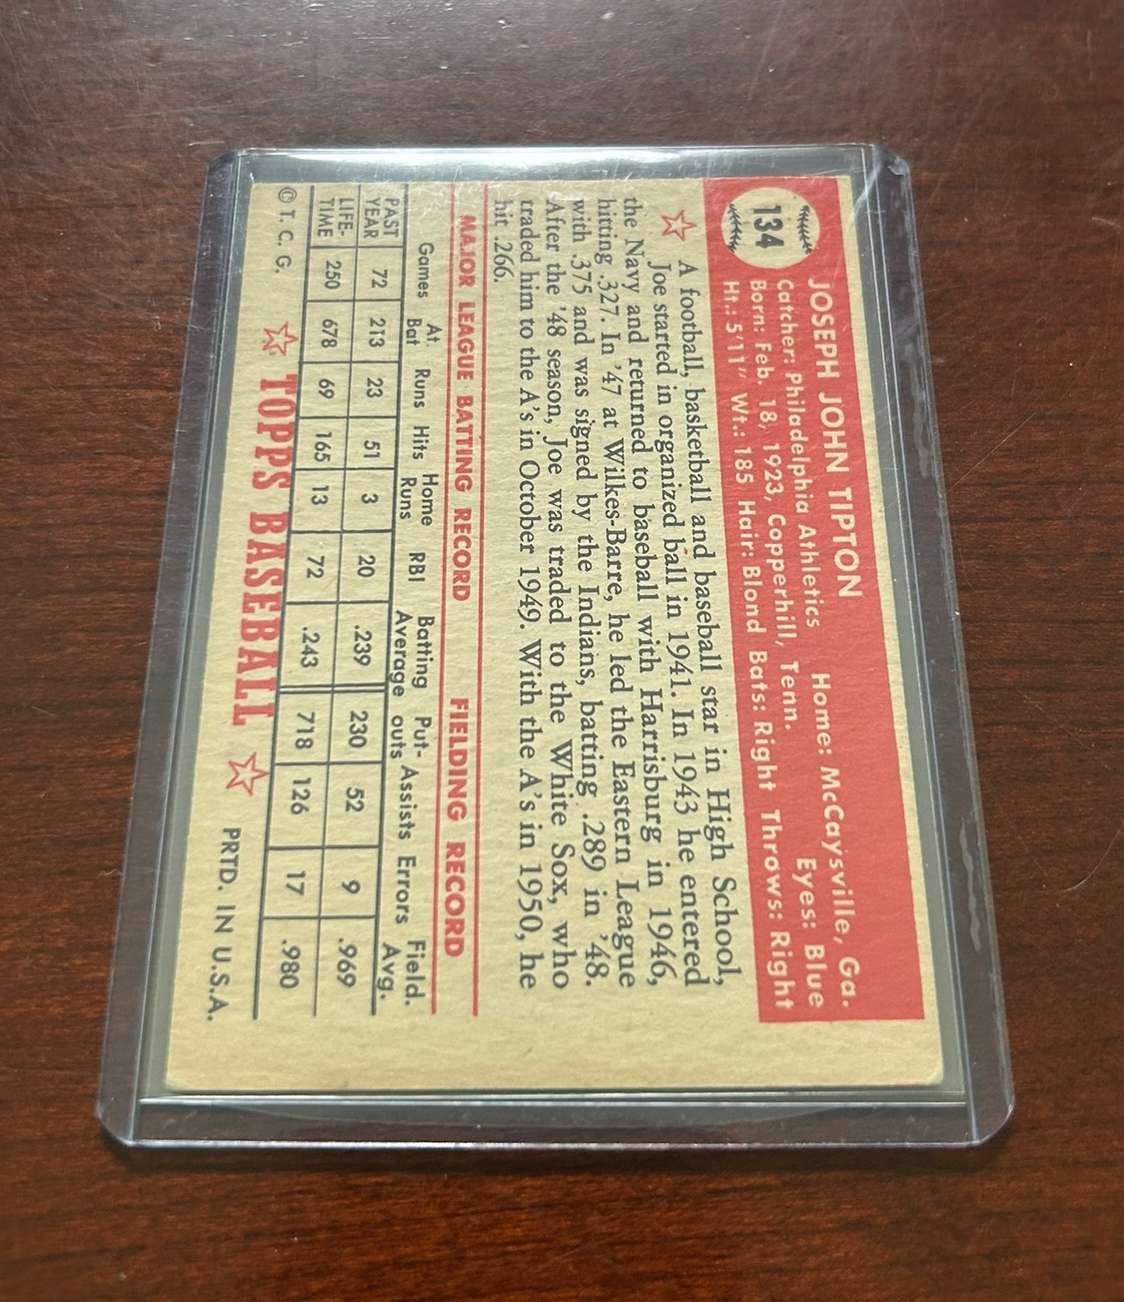 134
JOSEPH JOHN TIPTON
Catcher: Philadelphia Athletics Home: McCaysville, Ga.
Born: Feb. 18, 1923, Copperhill, Tenn. Eyes: Blue
Ht.: 5'11" Wt.: 185 Hair: Blond Bats: Right Throws: Right
A football, basketball and baseball star in High School,
Joe started in organized ball in 1941. In 1943 he entered
the Navy and returned to baseball with Harrisburg in 1946,
hitting .327. In '47 at Wilkes-Barre, he led the Eastern League
with .375 and was signed by the Indians, batting .289 in '48.
After the '48 season, Joe was traded to the White Sox, who
traded him to the A's in October 1949. With the A's in 1950, he
hit .266.
MAJOR LEAGUE BATTING RECORD FIELDING RECORD
Games At Bat Runs Hits Home Runs RBI Batting Average Put-outs Assists Errors Field. Avg.
PAST YEAR 72 213 23 51 3 20 .239 230 52 9 .969
LIFE-TIME 250 678 69 165 13 72 .243 718 126 17 .980
© T. C. G. TOPPS BASEBALL PRTD. IN U.S.A.